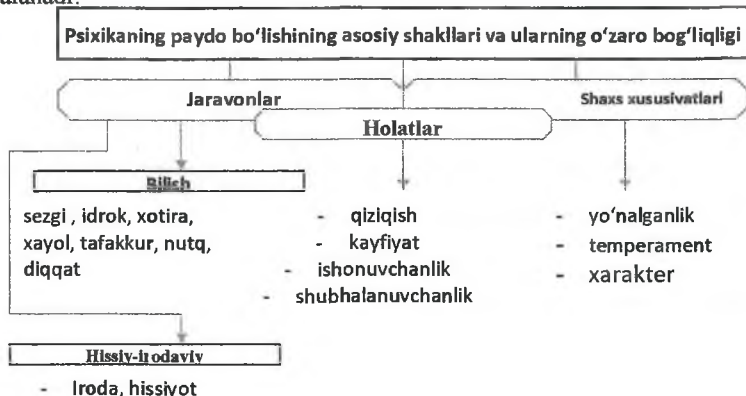 Psixikaning paydo bo‘lishining asosiy shakllari va ularning o‘zaro bog‘liqligi
Jaravonlar
Shaxs xususivatlari
Holatlar
Bilish
sezgi , idrok, xotira,
xayol, tafakkur, nutq,
diqqat
- qiziqish
- kayfiyat
- ishonuvchanlik
- shubhalanuvchanlik
- yo‘nalganlik
- temperament
- xarakter
Hissiy-irodaviy
- Iroda, hissiyot